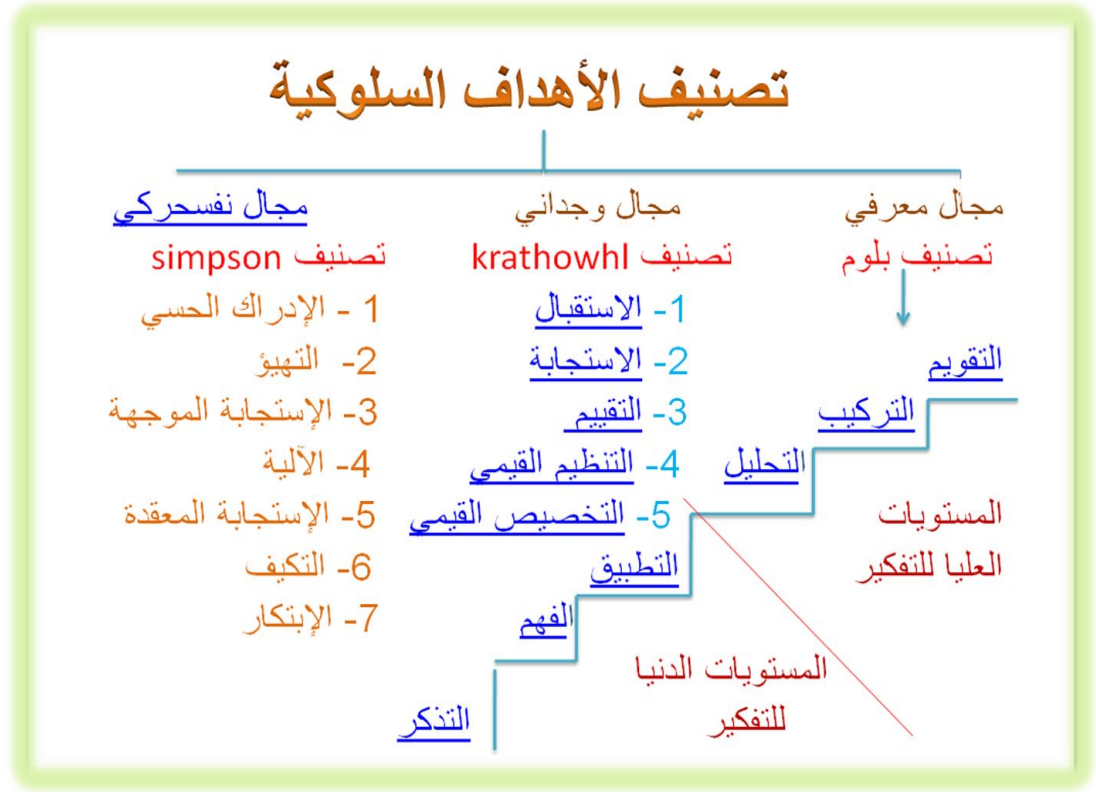 تصنيف الأهداف السلوكية
مجال معرفي
تصنيف بلوم
التقويم
التركيب
التحليل
التطبيق
الفهم
التذكر
المستويات
العليا للتفكير
المستويات الدنيا
للتفكير
مجال وجداني
تصنيف krathowhl
1- الاستقبال
2- الاستجابة
3- التقييم
4- التنظيم القيمي
5- التخصيص القيمي
مجال نفسحركي
تصنيف simpson
1 - الإدراك الحسي
2- التهيؤ
3- الإستجابة الموجهة
4- الآلية
5- الإستجابة المعقدة
6- التكيف
7- الإبتكار